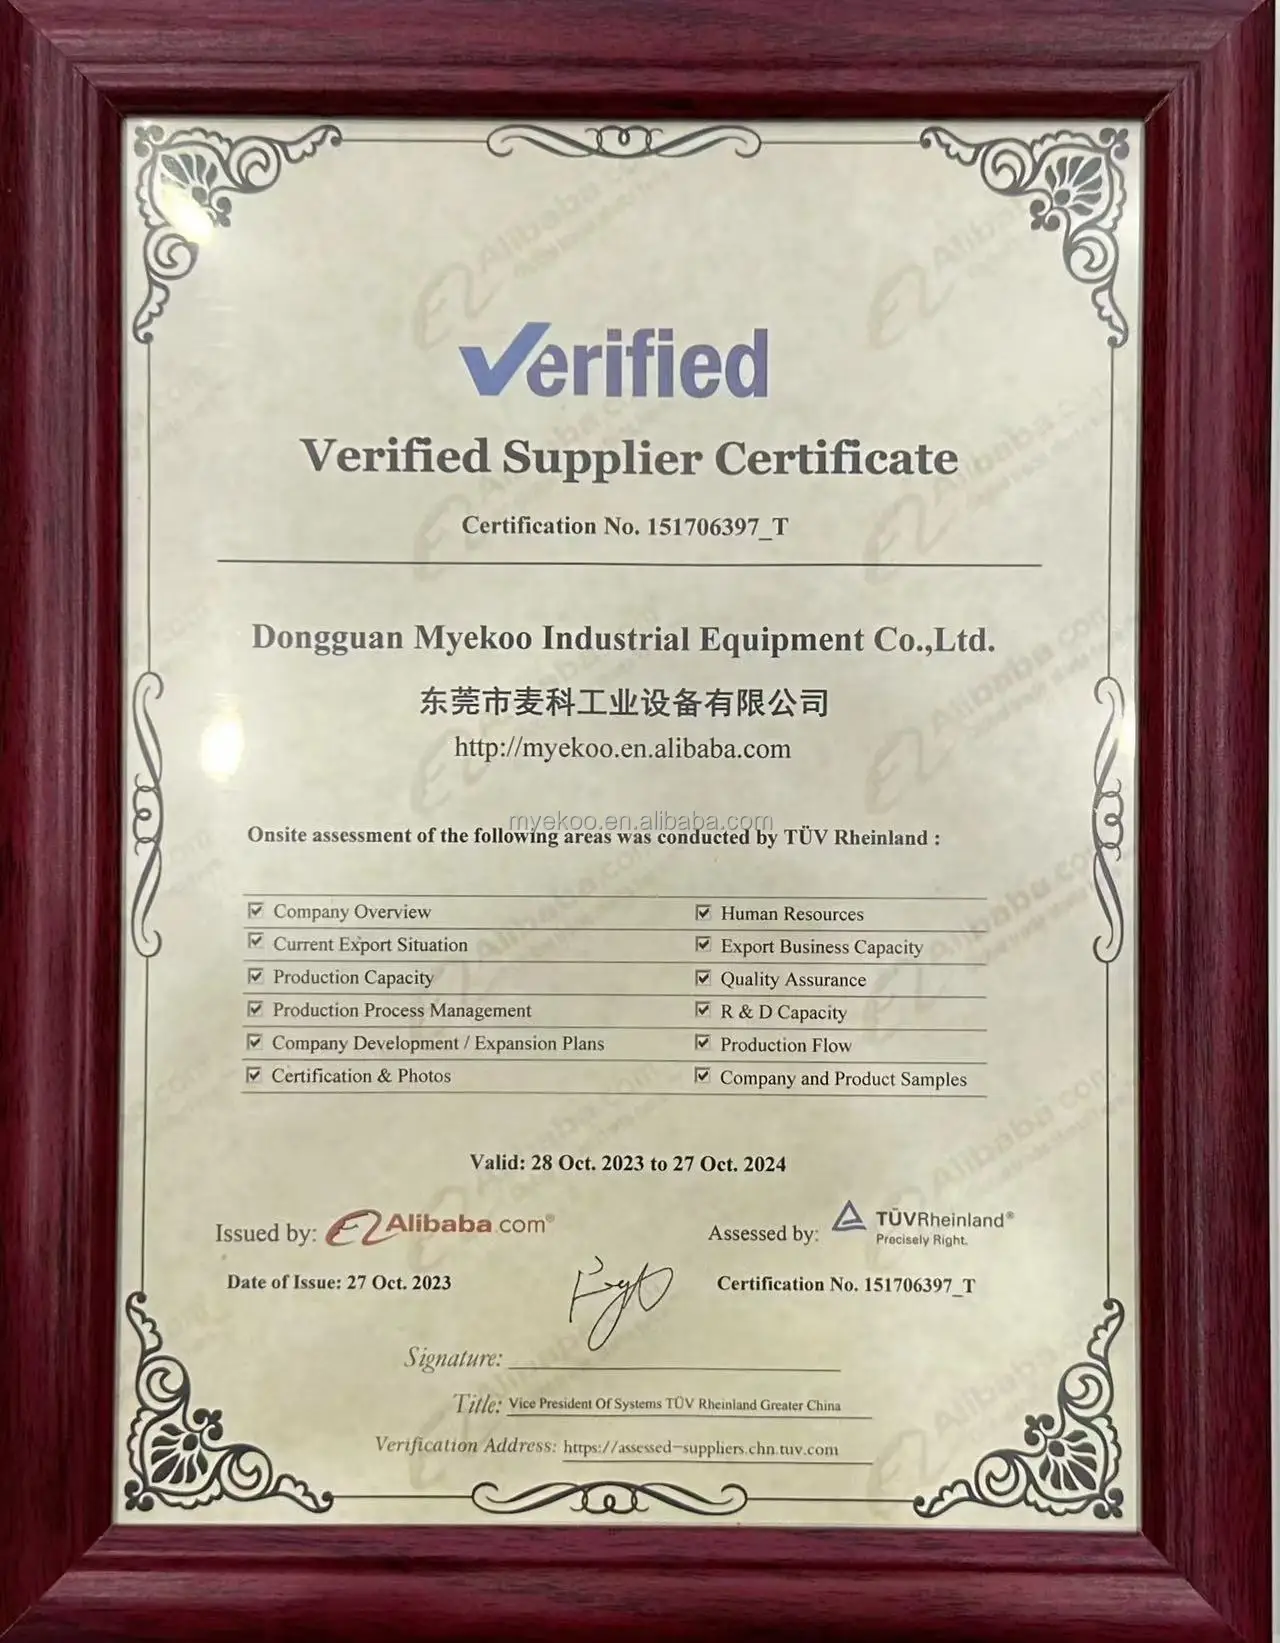 Verified
Verified Supplier Certificate
Certification No. 151706397_T
Dongguan Myekoo Industrial Equipment Co.,Ltd.
东莞市麦科工业设备有限公司
http://myekoo.en.alibaba.com
myekoo.en.alibaba.com
Onsite assessment of the following areas was conducted by TÜV Rheinland :
Company Overview
Human Resources
Current Export Situation
Export Business Capacity
Production Capacity
Quality Assurance
Production Process Management
R & D Capacity
Company Development / Expansion Plans
Production Flow
Certification & Photos
Company and Product Samples
Valid: 28 Oct. 2023 to 27 Oct. 2024
Issued by: Alibaba.com®
Assessed by: TÜVRheinland®
Precisely Right.
Date of Issue: 27 Oct. 2023
Certification No. 151706397_T
Signature:
Title: Vice President Of Systems TÜV Rheinland Greater China
Verification Address: https://assessed-suppliers.chn.tuv.com